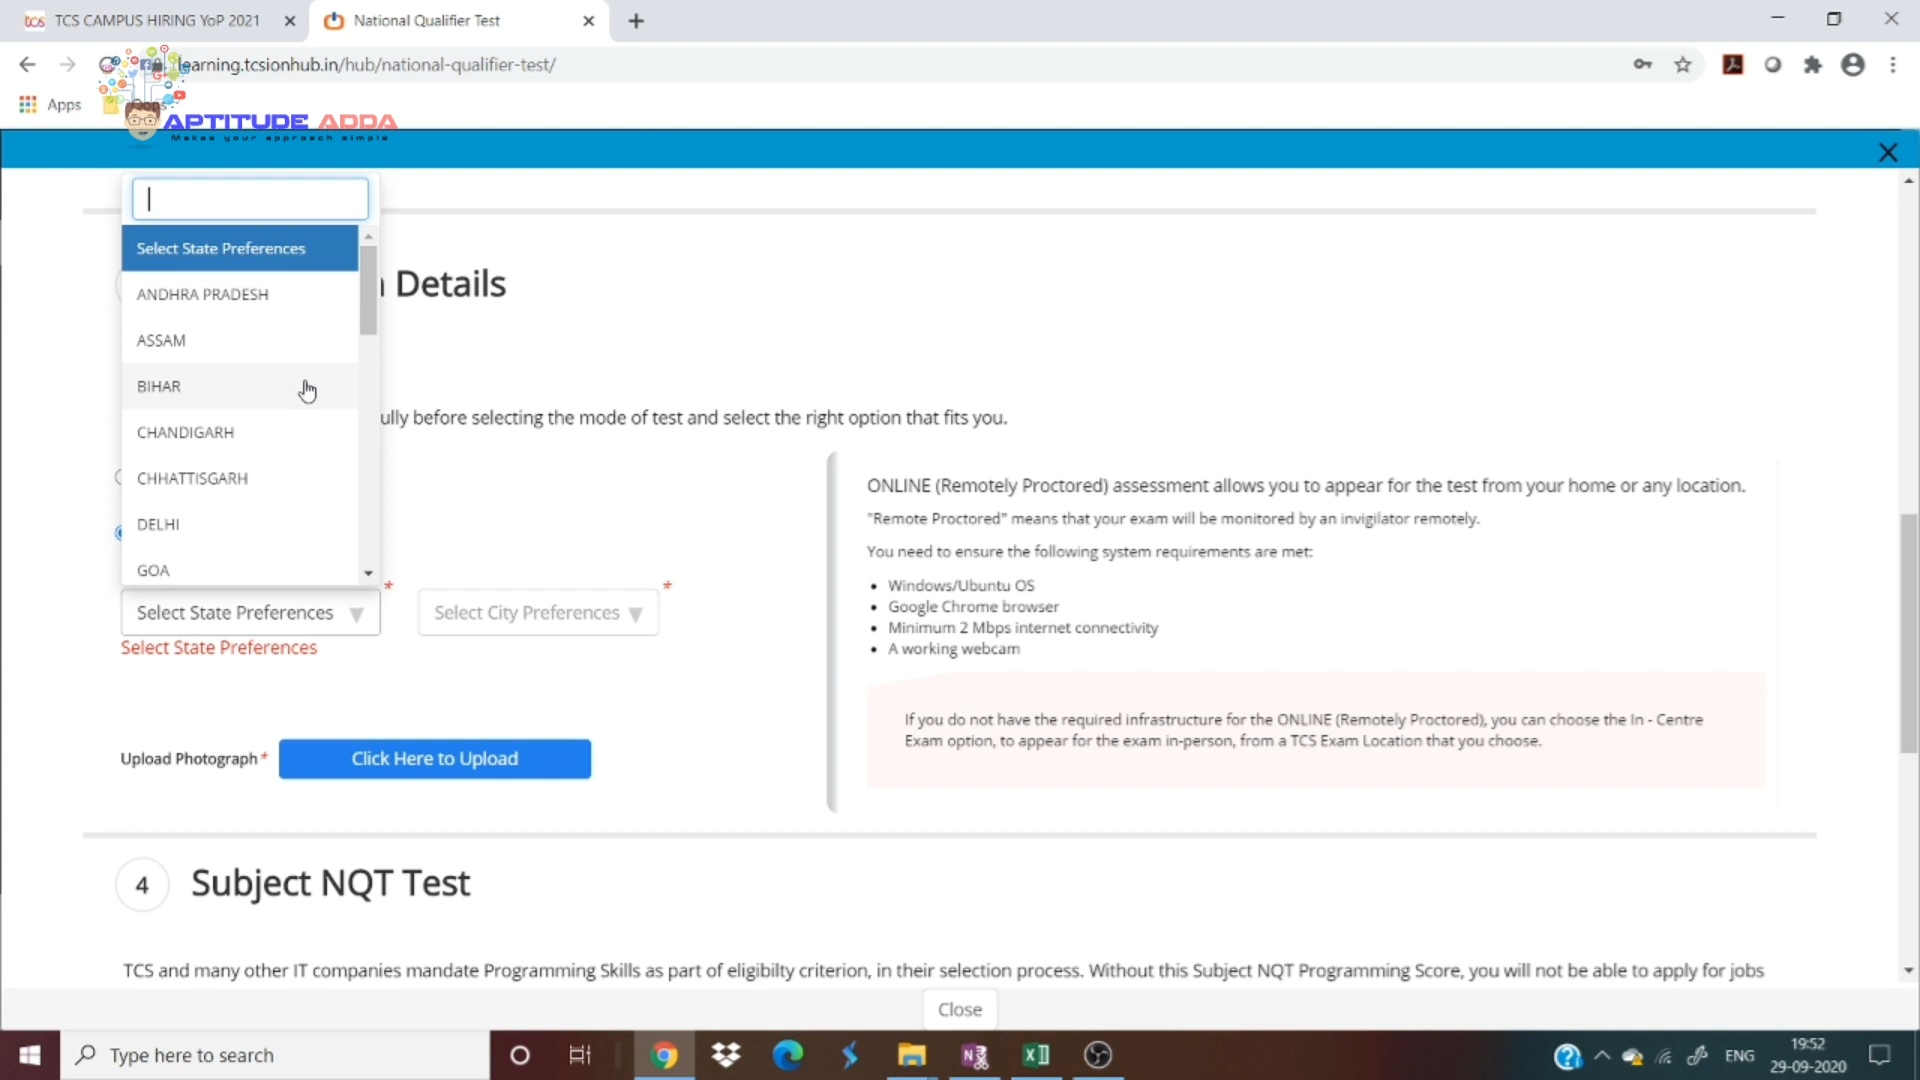 tcs TCS CAMPUS HIRING YoP 2021
National Qualifier Test
learning.tcsionhub.in/hub/national-qualifier-test/
Apps
Oops
APTITUDE ADDA
Makes your approach simple
Select State Preferences
ANDHRA PRADESH
ASSAM
BIHAR
CHANDIGARH
CHHATTISGARH
DELHI
GOA
Details
ully before selecting the mode of test and select the right option that fits you.
Select State Preferences *
Select City Preferences *
Select State Preferences
Upload Photograph *
Click Here to Upload
ONLINE (Remotely Proctored) assessment allows you to appear for the test from your home or any location.
"Remote Proctored" means that your exam will be monitored by an invigilator remotely.
You need to ensure the following system requirements are met:
• Windows/Ubuntu OS
• Google Chrome browser
• Minimum 2 Mbps internet connectivity
• A working webcam
If you do not have the required infrastructure for the ONLINE (Remotely Proctored), you can choose the In - Centre
Exam option, to appear for the exam in-person, from a TCS Exam Location that you choose.
4 Subject NQT Test
TCS and many other IT companies mandate Programming Skills as part of eligibilty criterion, in their selection process. Without this Subject NQT Programming Score, you will not be able to apply for jobs
Close
Type here to search
ENG
19:52
29-09-2020